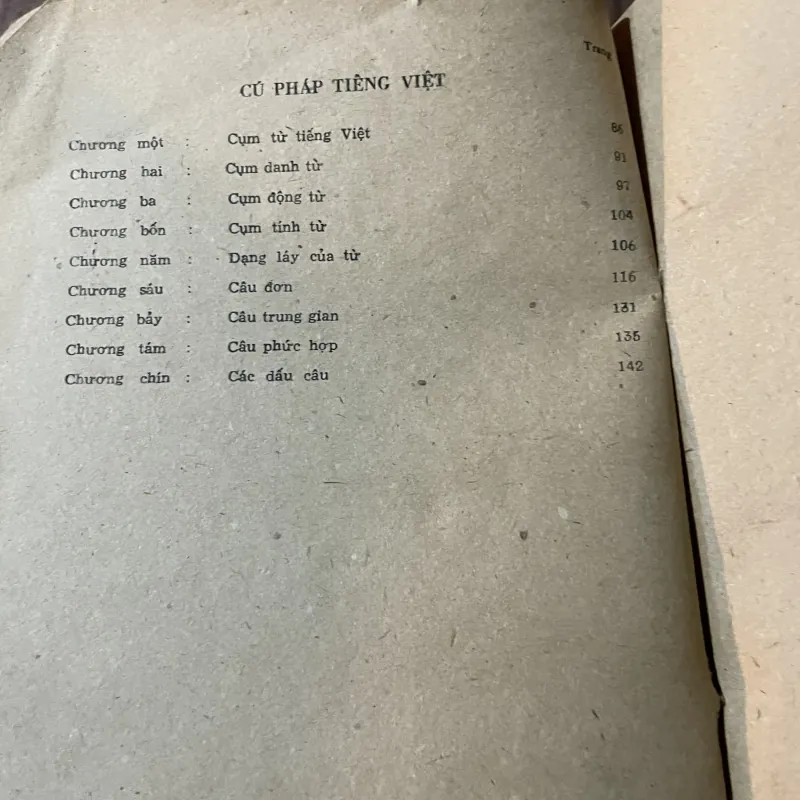 Trang
CÚ PHÁP TIẾNG VIỆT
Chương một : Cụm từ tiếng Việt 86
Chương hai : Cụm danh từ 91
Chương ba : Cụm động từ 97
Chương bốn : Cụm tính từ 104
Chương năm : Dạng láy của từ 106
Chương sáu : Câu đơn 116
Chương bẩy : Câu trung gian 131
Chương tám : Câu phức hợp 135
Chương chín : Các dấu câu 142